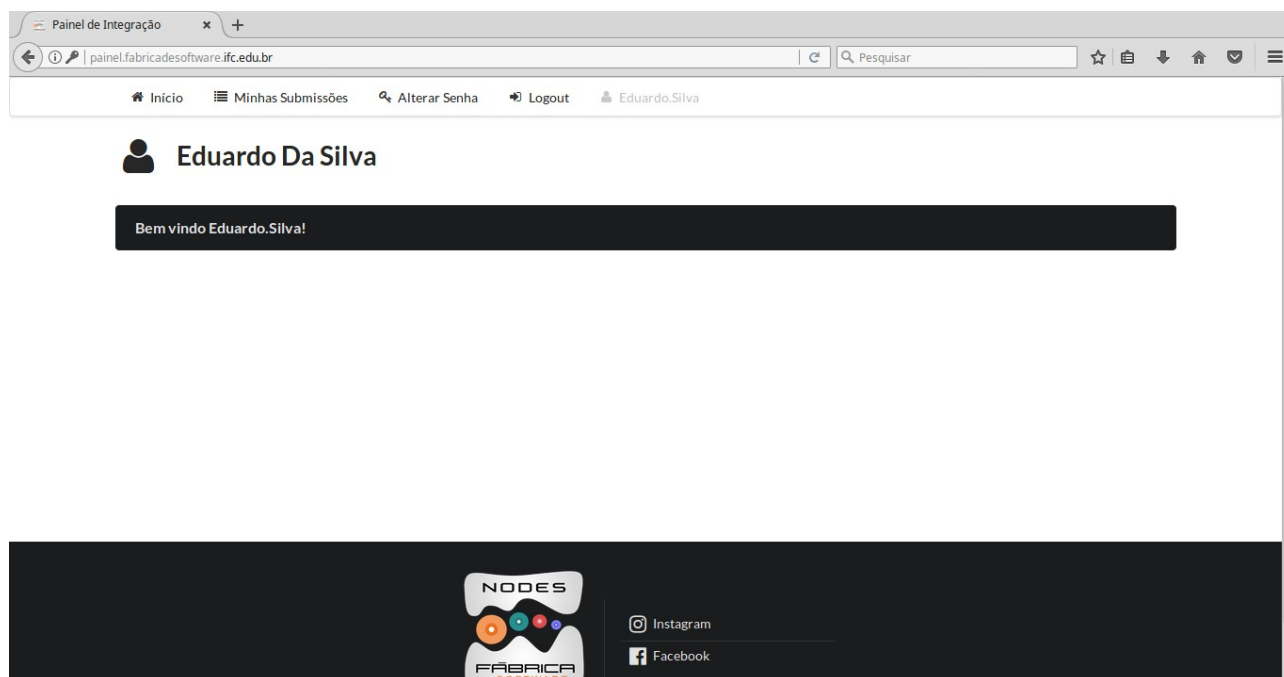 Painel de Integração
painel.fabricadesoftware.ifc.edu.br
Pesquisar
Início Minhas Submissões Alterar Senha Logout Eduardo.Silva
Eduardo Da Silva
Bem vindo Eduardo.Silva!
NODES
FÁBRICA
Instagram
Facebook